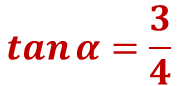 tan α = 3/4